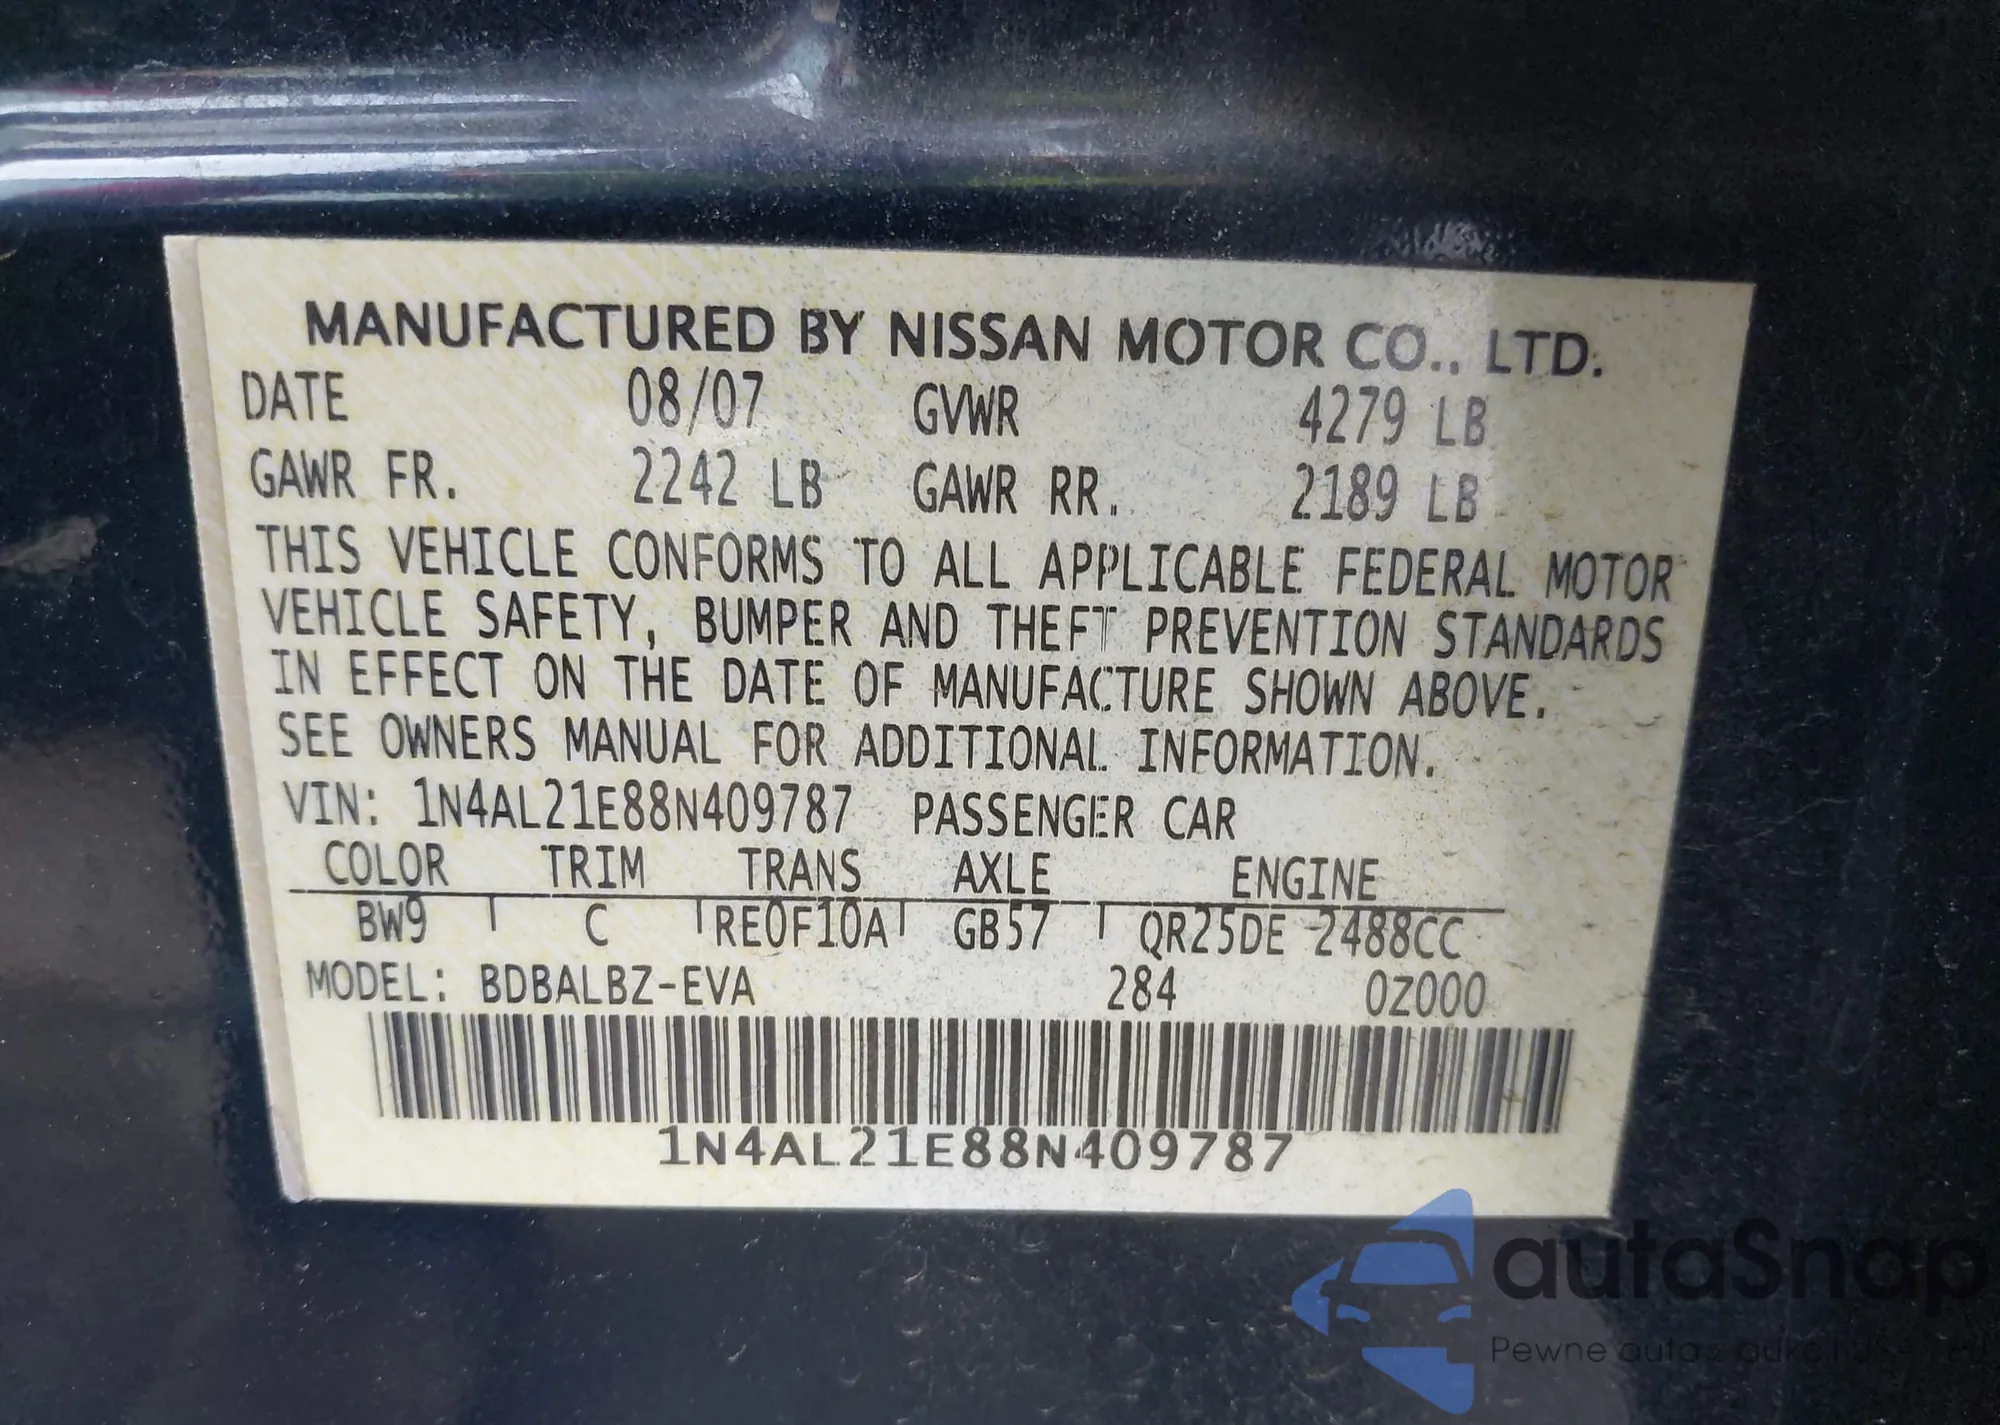 MANUFACTURED BY NISSAN MOTOR CO., LTD.
DATE 08/07 GVWR 4279 LB
GAWR FR. 2242 LB GAWR RR. 2189 LB
THIS VEHICLE CONFORMS TO ALL APPLICABLE FEDERAL MOTOR
VEHICLE SAFETY, BUMPER AND THEFT PREVENTION STANDARDS
IN EFFECT ON THE DATE OF MANUFACTURE SHOWN ABOVE.
SEE OWNERS MANUAL FOR ADDITIONAL INFORMATION.
VIN: 1N4AL21E88N409787 PASSENGER CAR
COLOR TRIM TRANS AXLE ENGINE
BW9 C RE0F10A GB57 QR25DE 2488CC
MODEL: BDBALBZ-EVA 284 0Z000
1N4AL21E88N409787
autaSnap
Pewne auta z aukcji